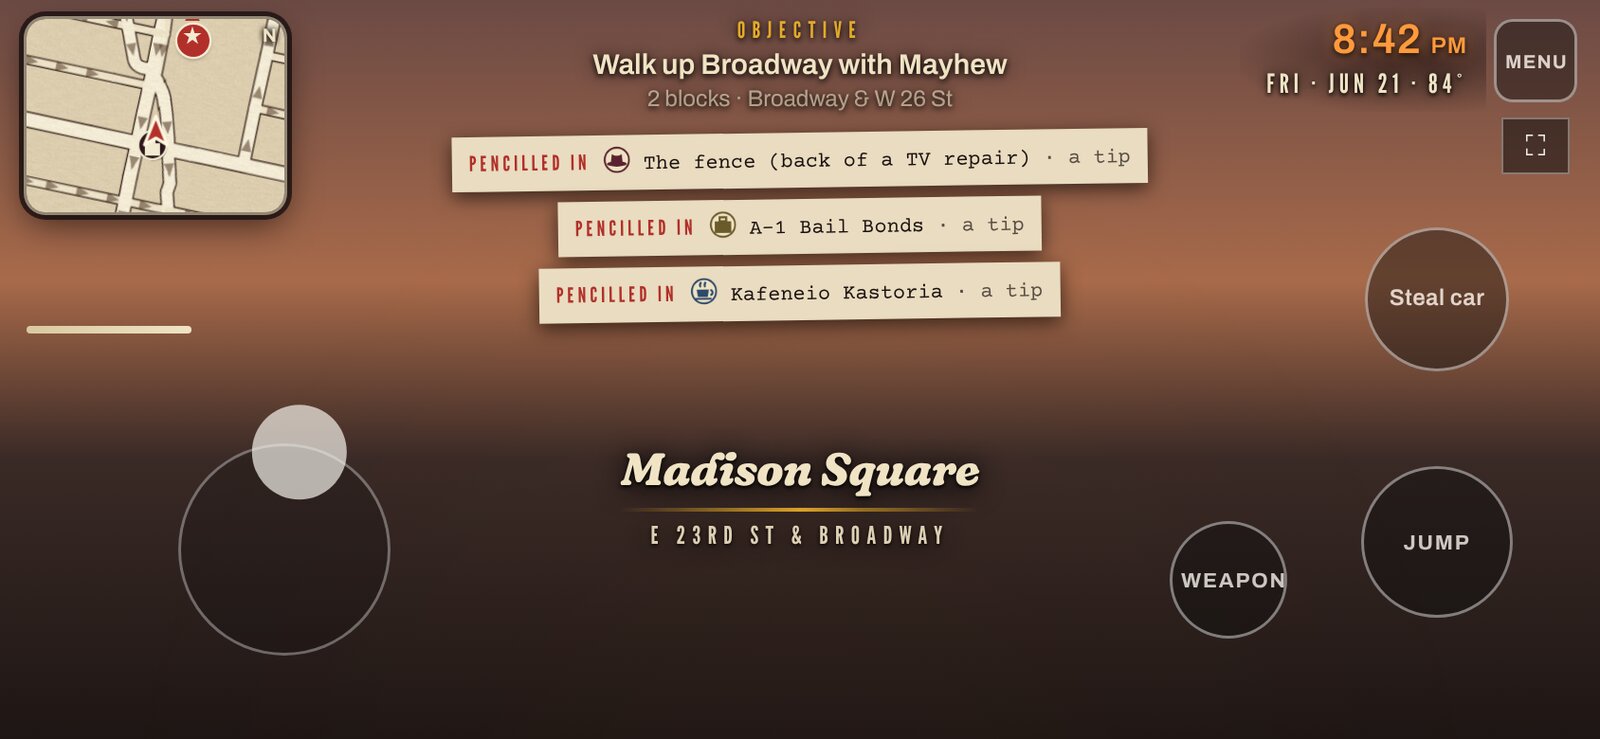 N
OBJECTIVE
Walk up Broadway with Mayhew
2 blocks · Broadway & W 26 St
8:42 PM
FRI · JUN 21 · 84°
MENU
PENCILLED IN The fence (back of a TV repair) · a tip
PENCILLED IN A-1 Bail Bonds · a tip
PENCILLED IN Kafeneio Kastoria · a tip
Steal car
Madison Square
E 23RD ST & BROADWAY
JUMP
WEAPON